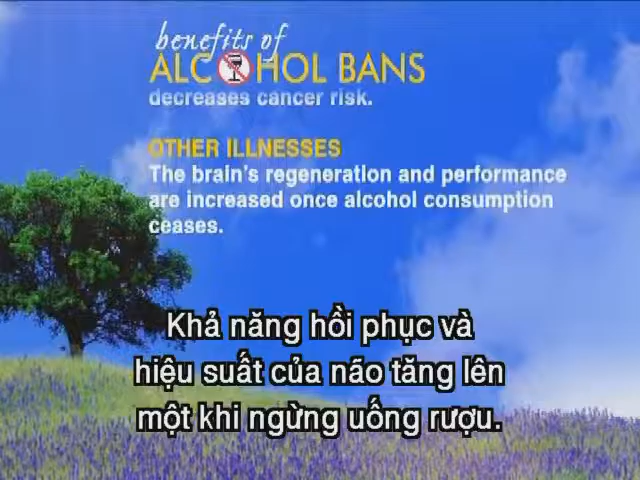 benefits of
ALCOHOL BANS
decreases cancer risk.
OTHER ILLNESSES
The brain's regeneration and performance
are increased once alcohol consumption
ceases.
Khả năng hồi phục và
hiệu suất của não tăng lên
một khi ngừng uống rượu.